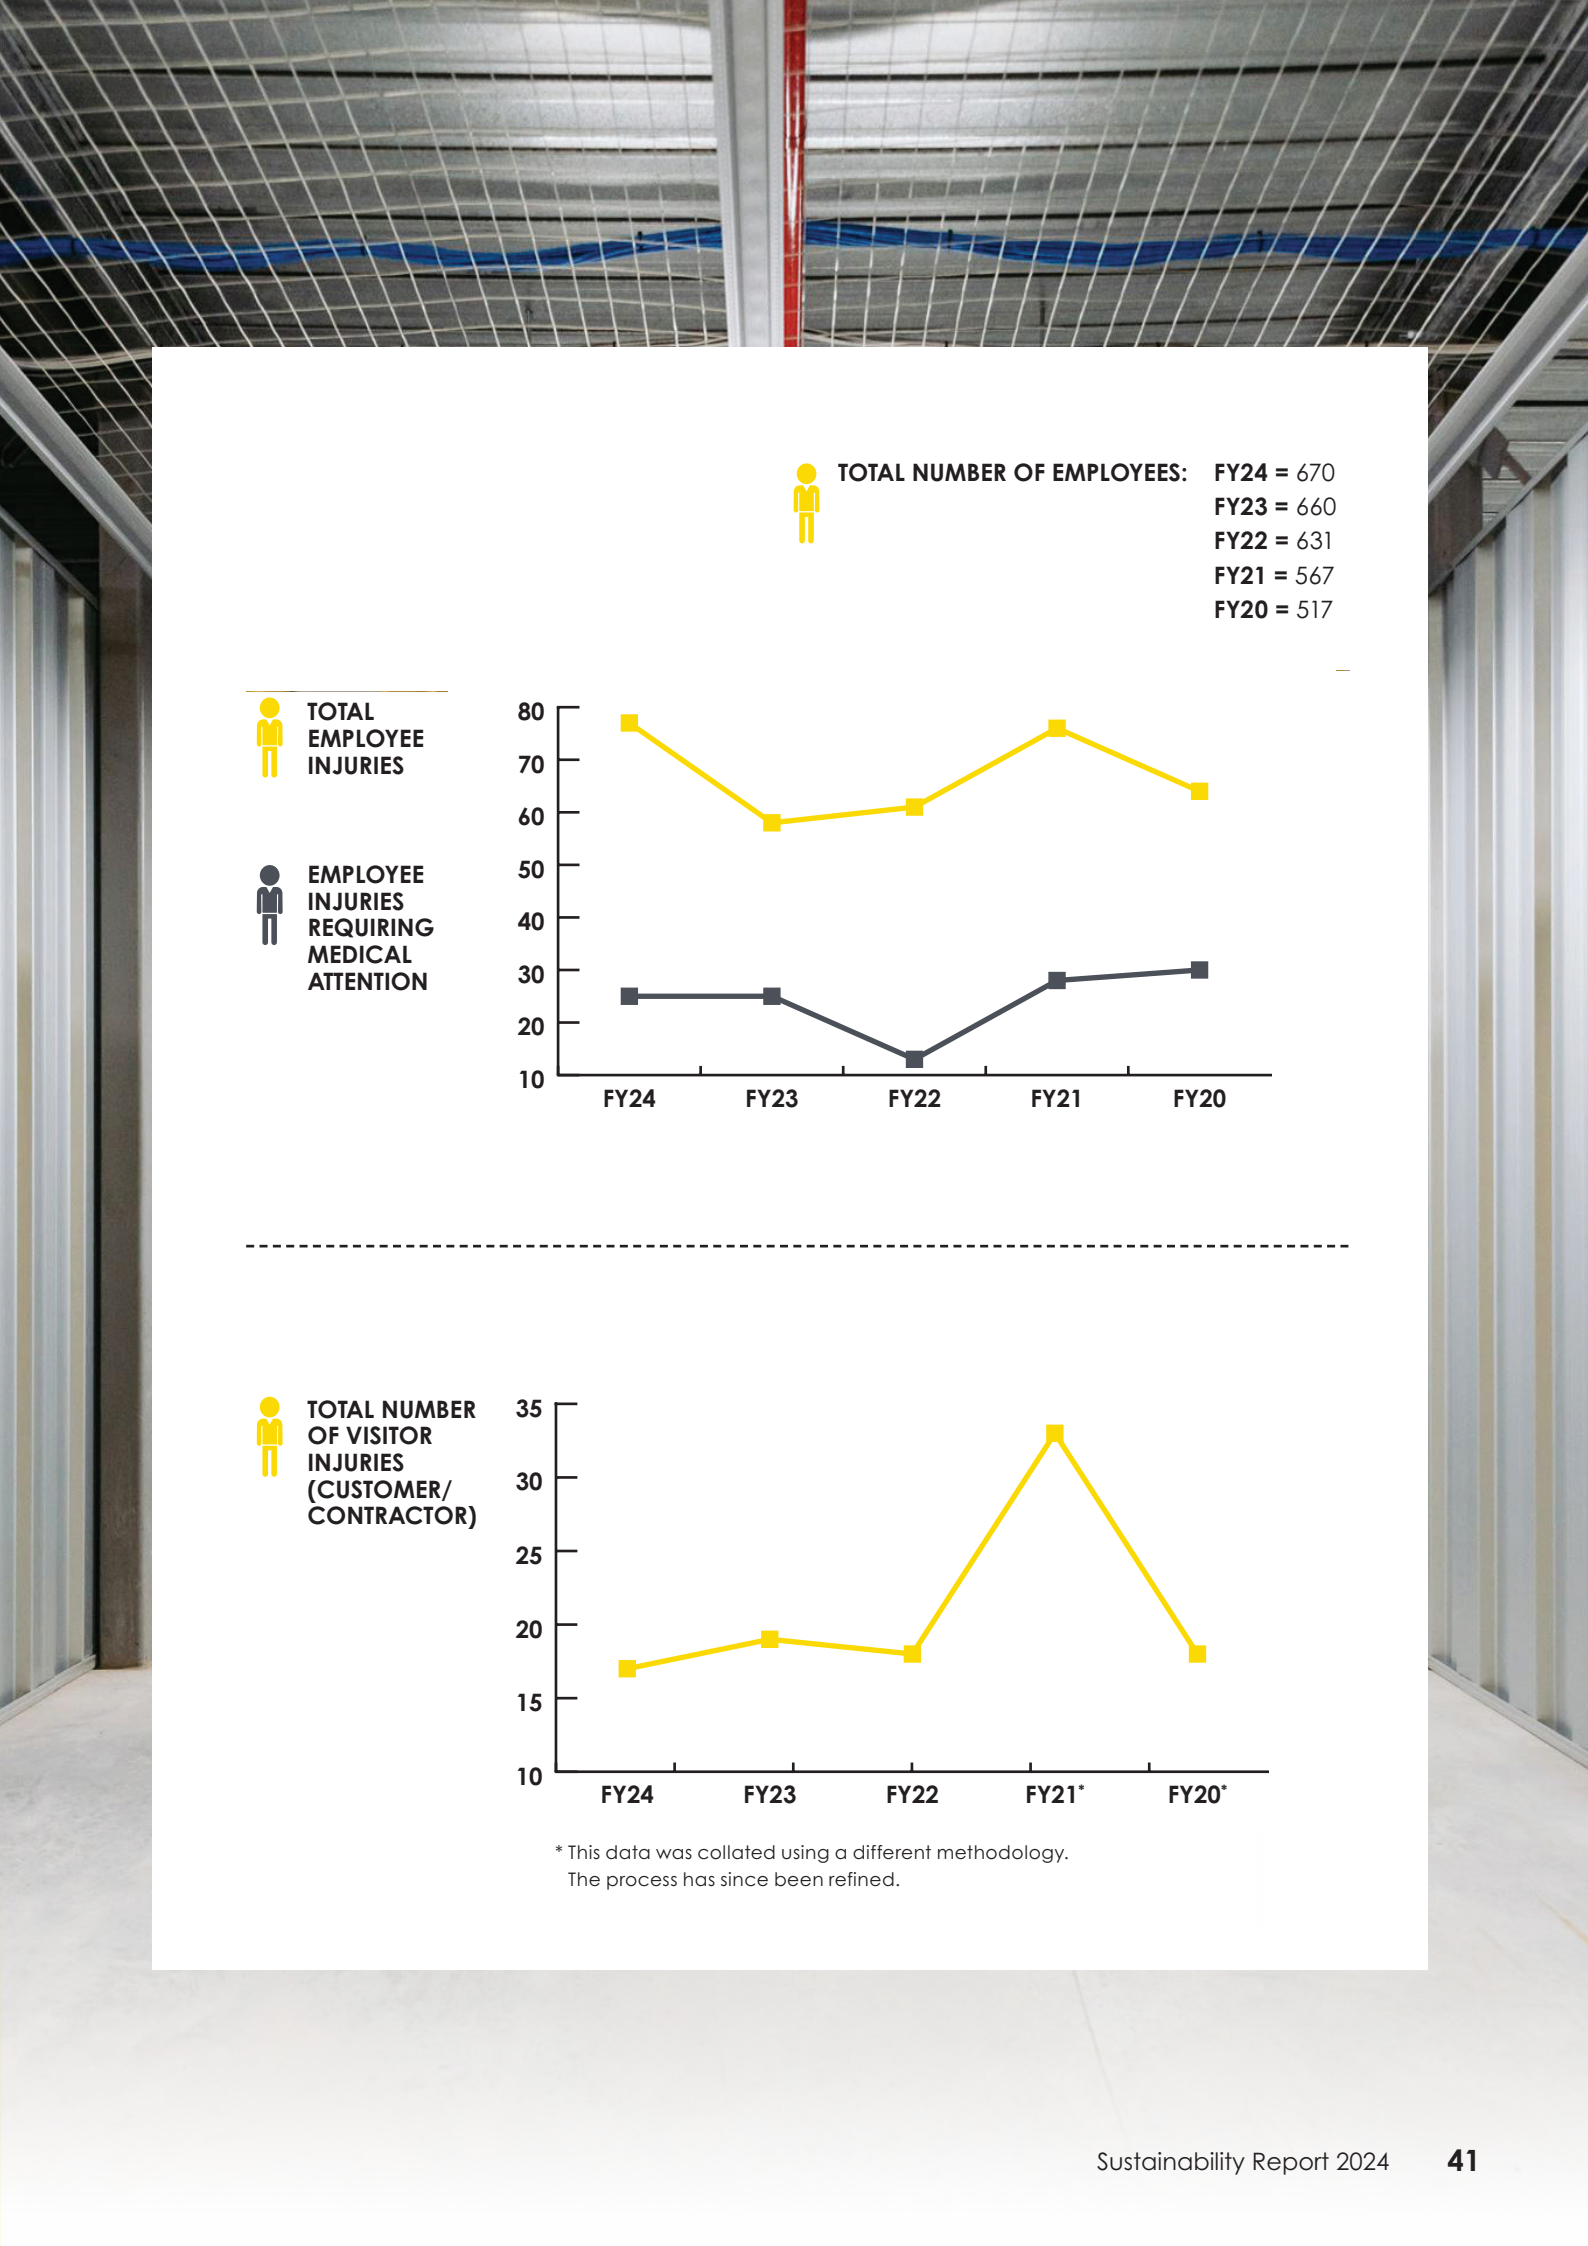 TOTAL NUMBER OF EMPLOYEES: FY24 = 670
FY23 = 660
FY22 = 631
FY21 = 567
FY20 = 517
TOTAL
EMPLOYEE
INJURIES
EMPLOYEE
INJURIES
REQUIRING
MEDICAL
ATTENTION
80
70
60
50
40
30
20
10
FY24 FY23 FY22 FY21 FY20
TOTAL NUMBER
OF VISITOR
INJURIES
(CUSTOMER/
CONTRACTOR)
35
30
25
20
15
10
FY24 FY23 FY22 FY21* FY20*
* This data was collated using a different methodology.
The process has since been refined.
Sustainability Report 2024 41